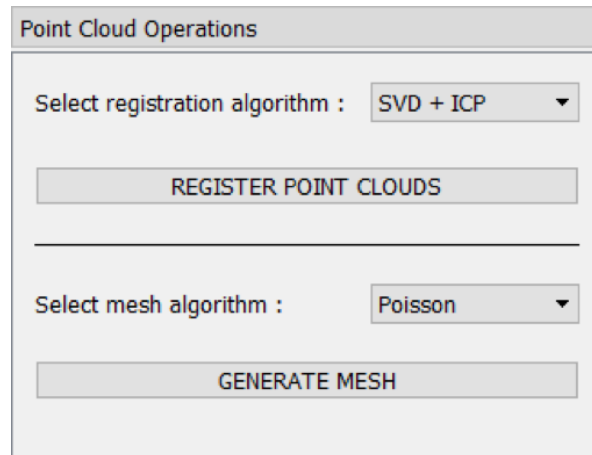 Point Cloud Operations
Select registration algorithm : SVD + ICP
REGISTER POINT CLOUDS
Select mesh algorithm : Poisson
GENERATE MESH